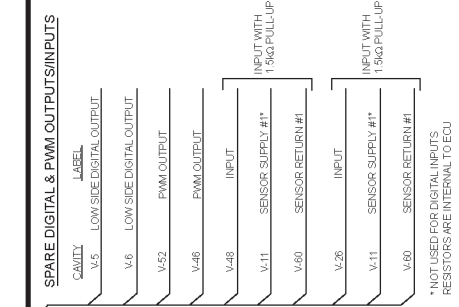 SPARE DIGITAL & PWM OUTPUTS/INPUTS
CAVITY LABEL
V-5 LOW SIDE DIGITAL OUTPUT
V-6 LOW SIDE DIGITAL OUTPUT
V-52 PWM OUTPUT
V-46 PWM OUTPUT
V-48 INPUT
V-11 SENSOR SUPPLY #1*
V-60 SENSOR RETURN #1
INPUT WITH
1.5kΩ PULL-UP
V-26 INPUT
V-11 SENSOR SUPPLY #1*
V-60 SENSOR RETURN #1
INPUT WITH
1.5kΩ PULL-UP
* NOT USED FOR DIGITAL INPUTS
RESISTORS ARE INTERNAL TO ECU